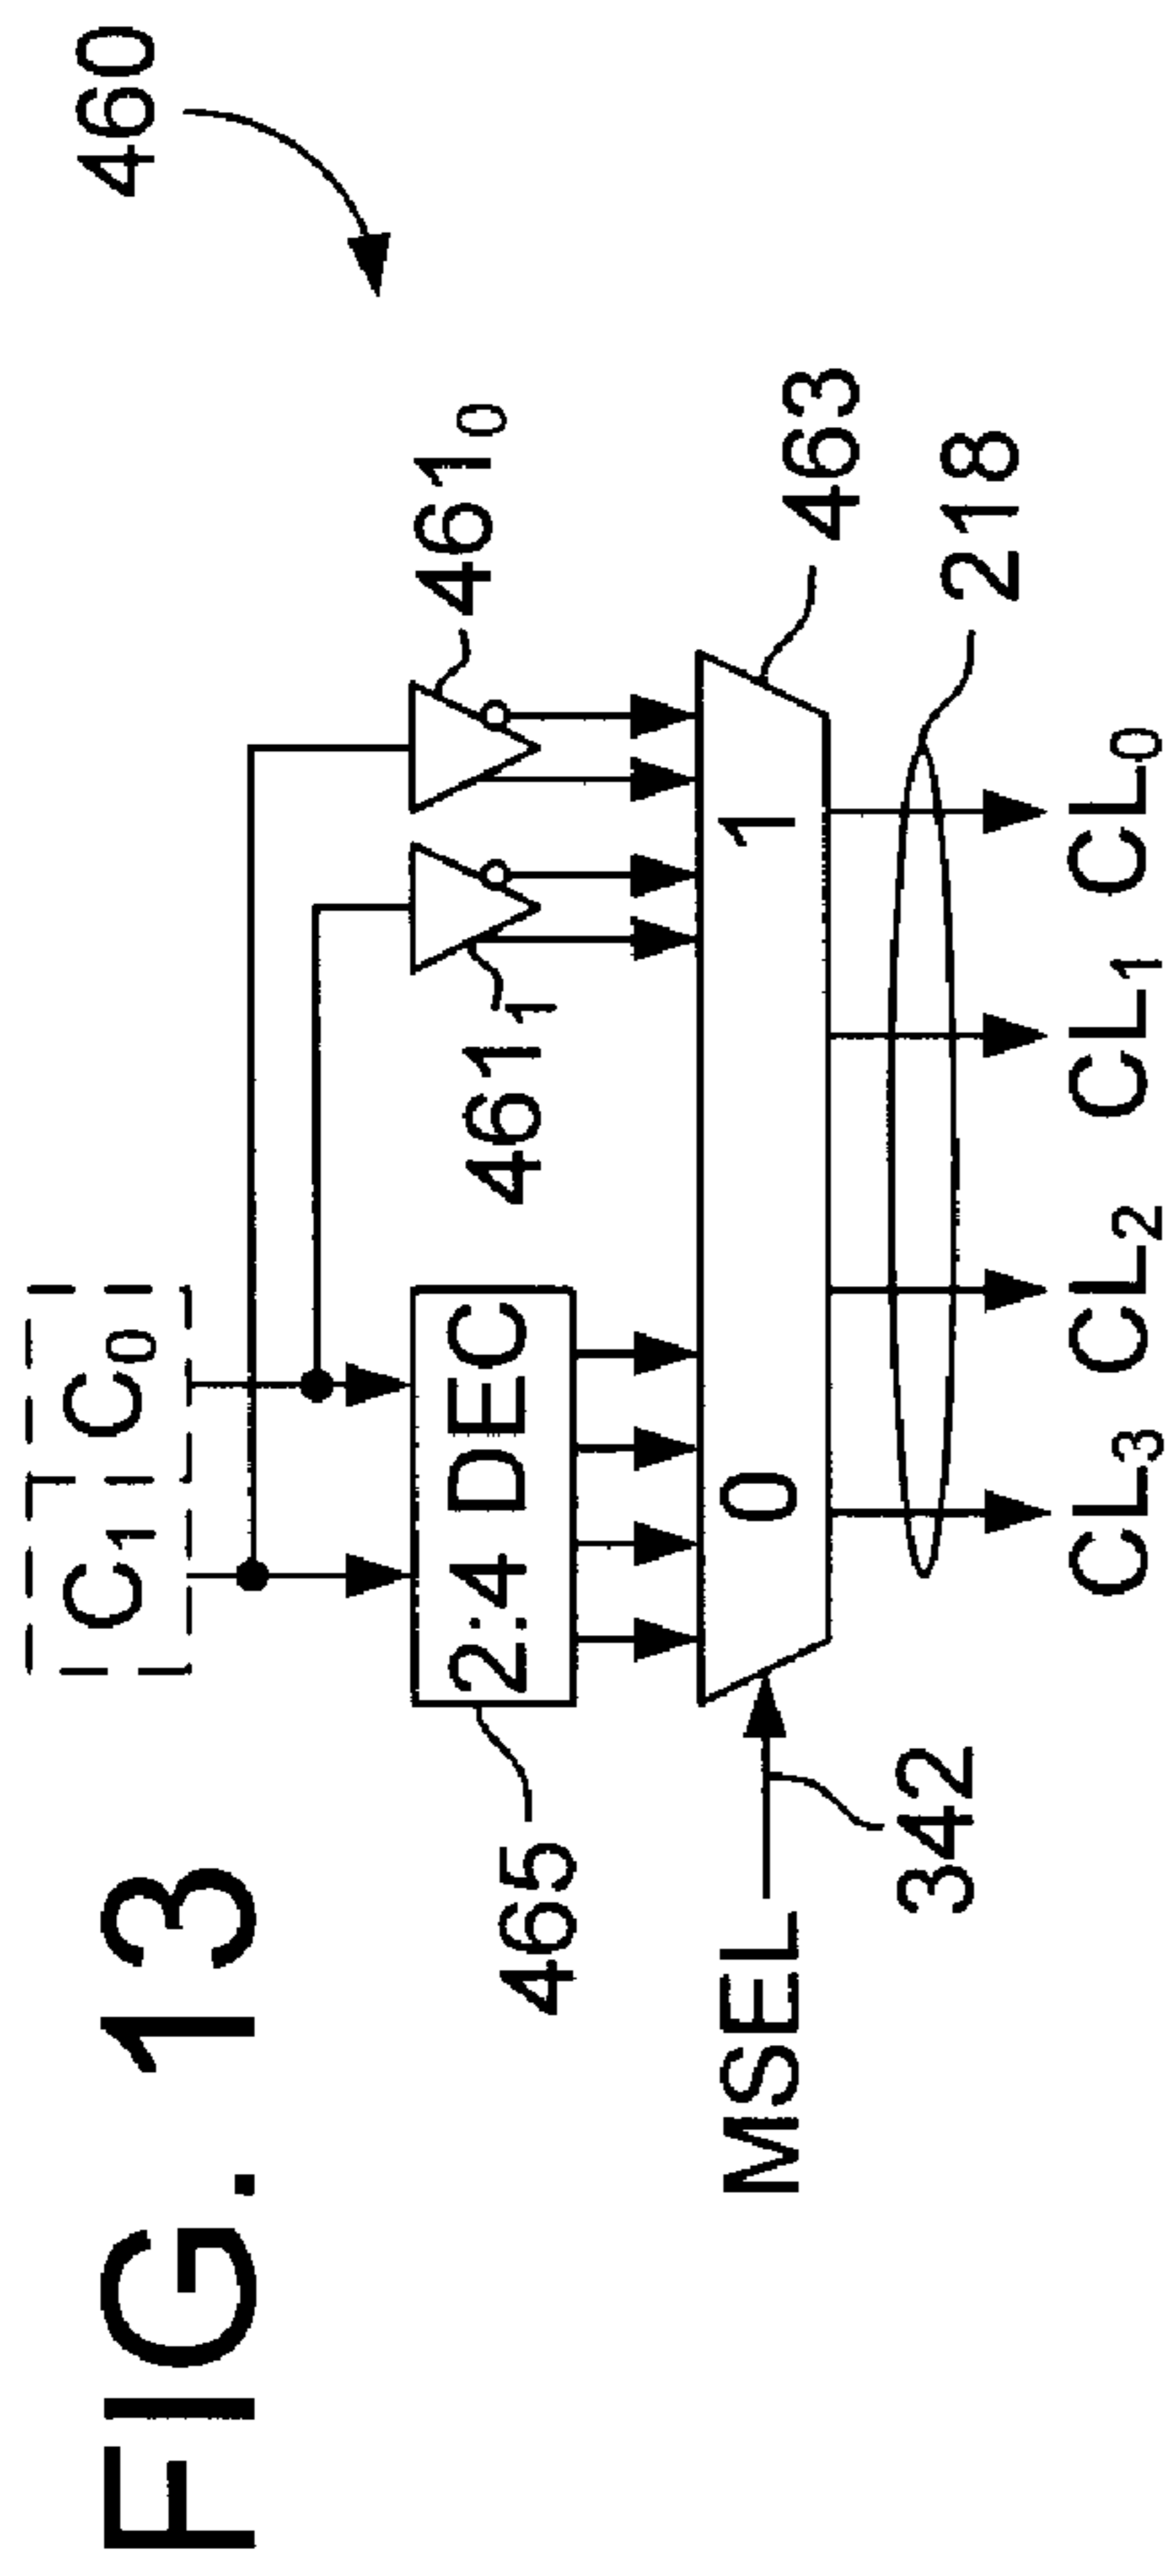 FIG. 13
460
C₁ C₀
461₀
461₁
465
2:4 DEC
463
0 1
MSEL
342
218
CL₃ CL₂ CL₁ CL₀